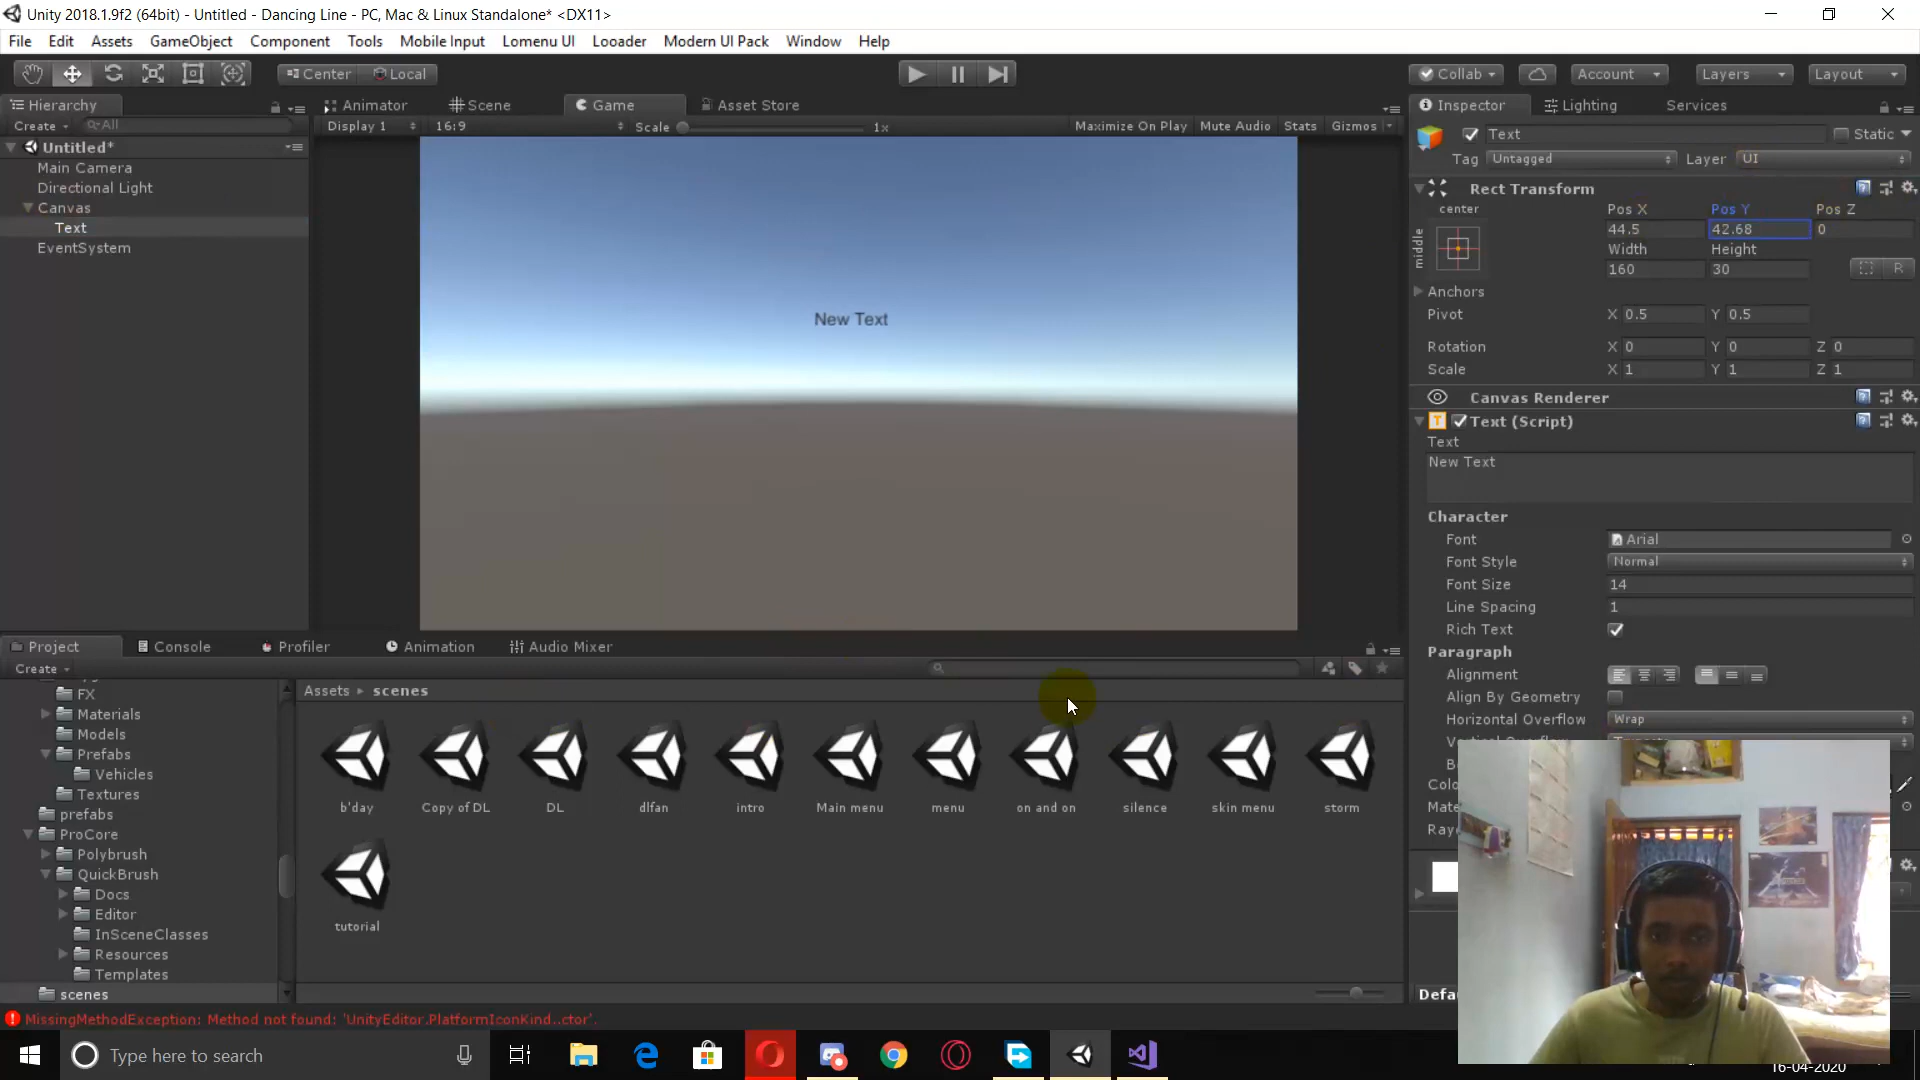 Unity 2018.1.9f2 (64bit) - Untitled - Dancing Line - PC, Mac & Linux Standalone* <DX11>
File Edit Assets GameObject Component Tools Mobile Input Lomenu UI Looader Modern UI Pack Window Help
Center Local
Collab Account Layers Layout
Hierarchy
Create All
Untitled*
Main Camera
Directional Light
Canvas
Text
EventSystem
Animator Scene Game Asset Store
Display 1 16:9 Scale 1x Maximize On Play Mute Audio Stats Gizmos
New Text
Inspector Lighting Services
Text Static
Tag Untagged Layer UI
Rect Transform
center Pos X Pos Y Pos Z
middle 44.5 42.68 0
Width Height
160 30 R
Anchors
Pivot X 0.5 Y 0.5
Rotation X 0 Y 0 Z 0
Scale X 1 Y 1 Z 1
Canvas Renderer
Text (Script)
Text
New Text
Character
Font Arial
Font Style Normal
Font Size 14
Line Spacing 1
Rich Text
Paragraph
Alignment
Align By Geometry
Horizontal Overflow Wrap
Project Console Profiler Animation Audio Mixer
Create
FX
Materials
Models
Prefabs
Vehicles
Textures
prefabs
ProCore
Polybrush
QuickBrush
Docs
Editor
InSceneClasses
Resources
Templates
scenes
Assets scenes
b'day Copy of DL DL dlfan intro Main menu menu on and on silence skin menu storm
tutorial
MissingMethodException: Method not found: 'UnityEditor.PlatformIconKind..ctor'.
Type here to search
16-04-2020